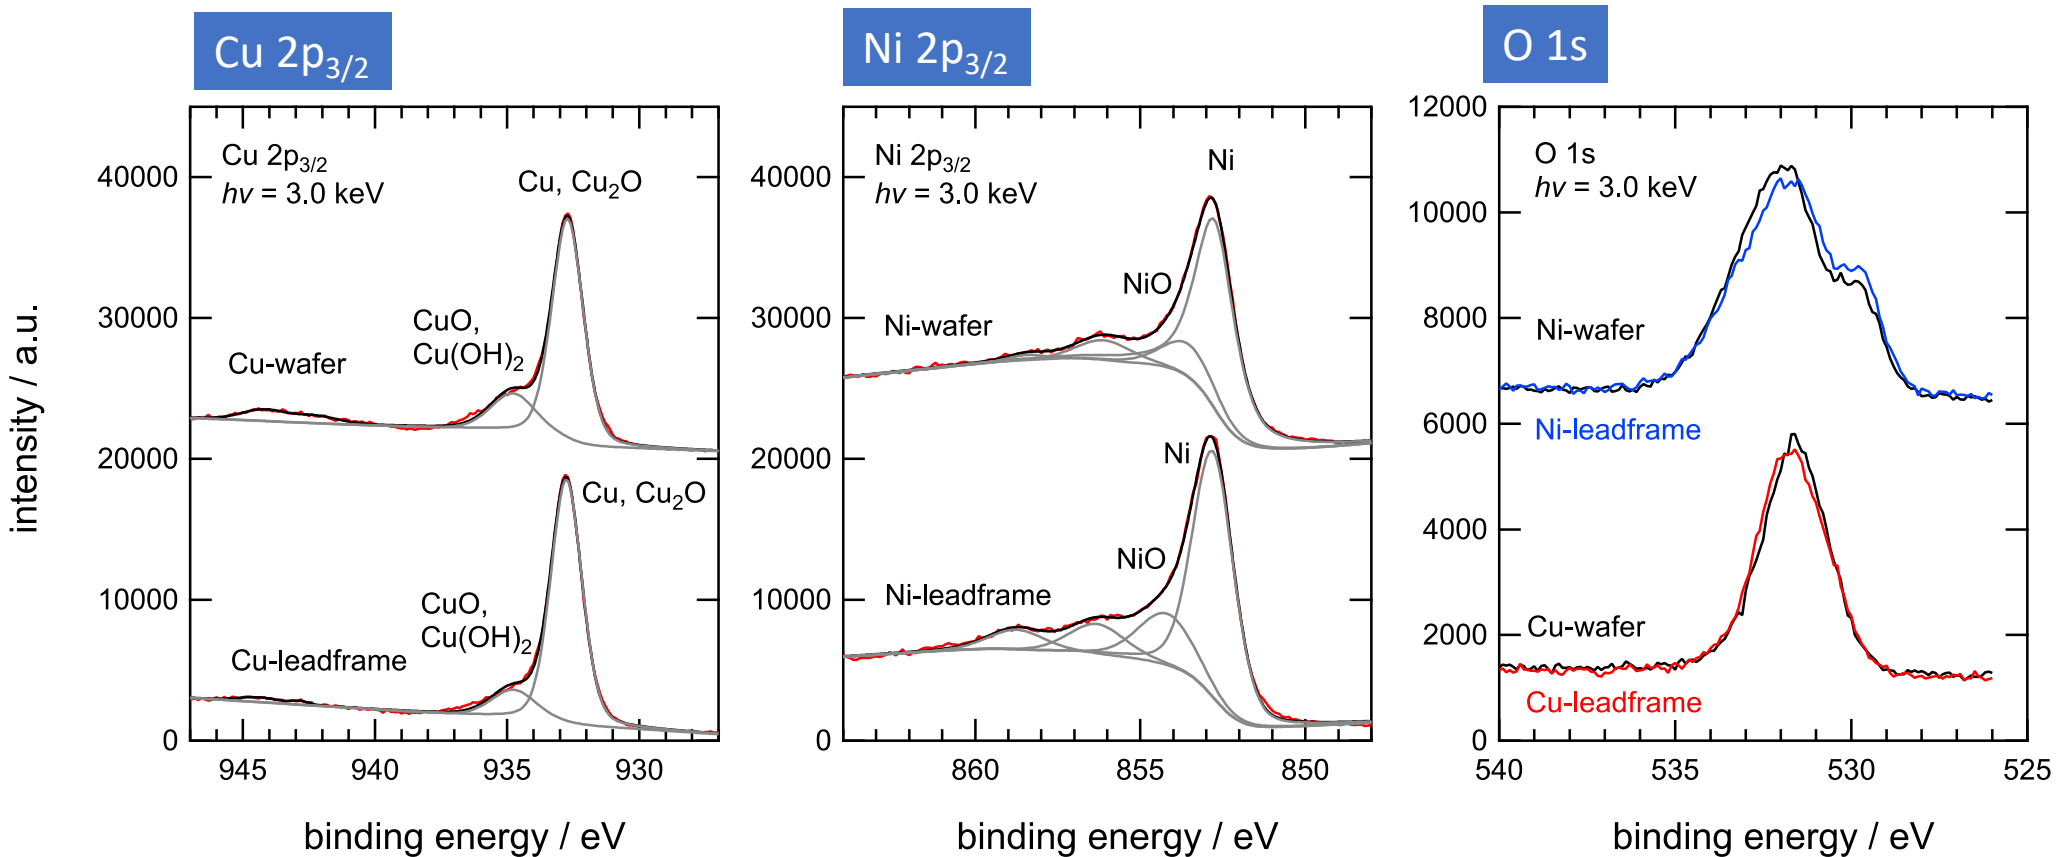 Cu 2p3/2
Ni 2p3/2
O 1s
intensity / a.u.
Cu 2p3/2
hv = 3.0 keV
Cu, Cu2O
CuO,
Cu(OH)2
Cu-wafer
Cu, Cu2O
CuO,
Cu(OH)2
Cu-leadframe
40000
30000
20000
10000
0
945
940
935
930
binding energy / eV
Ni 2p3/2
hv = 3.0 keV
Ni
NiO
Ni-wafer
Ni
NiO
Ni-leadframe
40000
30000
20000
10000
0
860
855
850
binding energy / eV
O 1s
hv = 3.0 keV
Ni-wafer
Ni-leadframe
Cu-wafer
Cu-leadframe
12000
10000
8000
6000
4000
2000
0
540
535
530
525
binding energy / eV